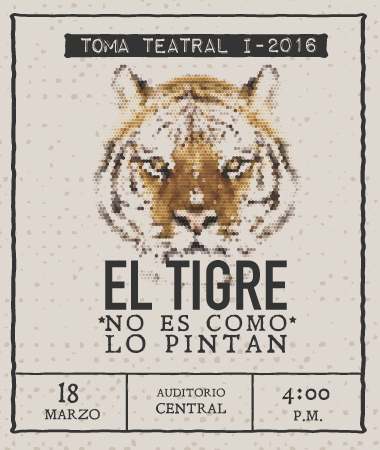 TOMA TEATRAL I-2016
EL TIGRE
*NO ES COMO*
LO PINTAN
18
MARZO
AUDITORIO
CENTRAL
4:00
P.M.